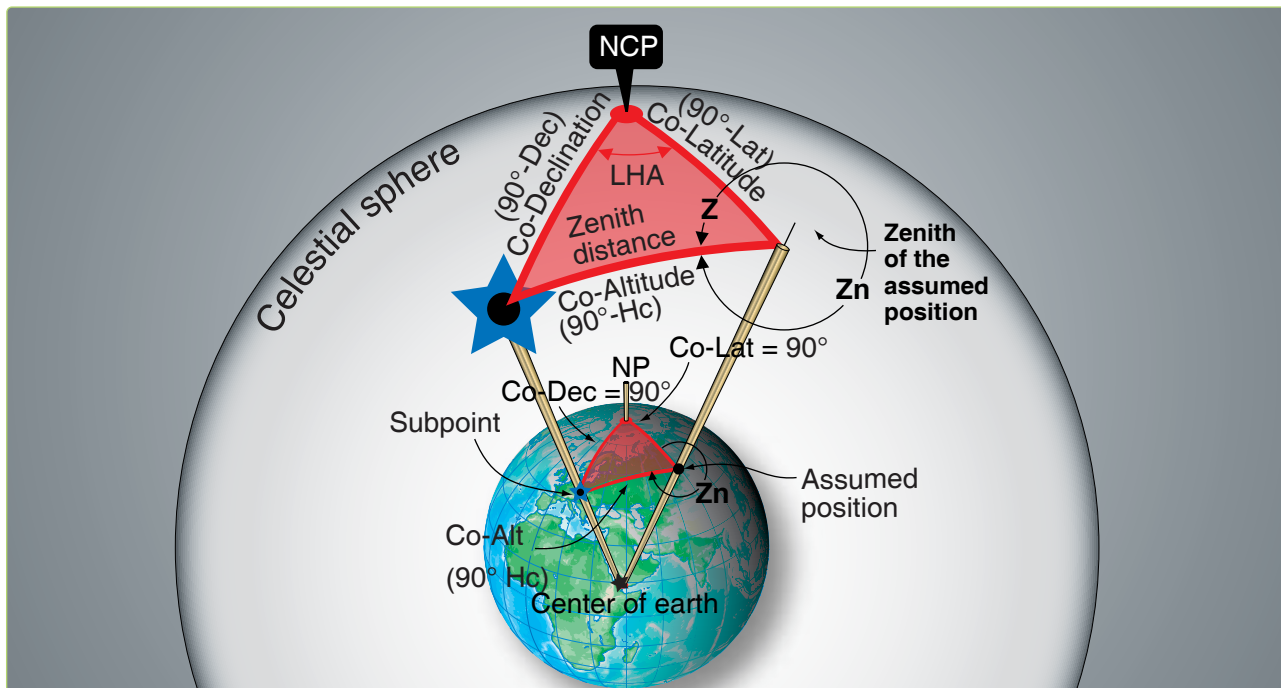 NCP
Celestial sphere
(90°-Dec)
Co-Declination
(90°-Lat)
Co-Latitude
LHA
Z
Zenith
distance
Co-Altitude
(90°-Hc)
Zn
Zenith
of the
assumed
position
Co-Lat = 90°
NP
Co-Dec = 90°
Subpoint
Zn
Assumed
position
Co-Alt
(90° Hc)
Center of earth